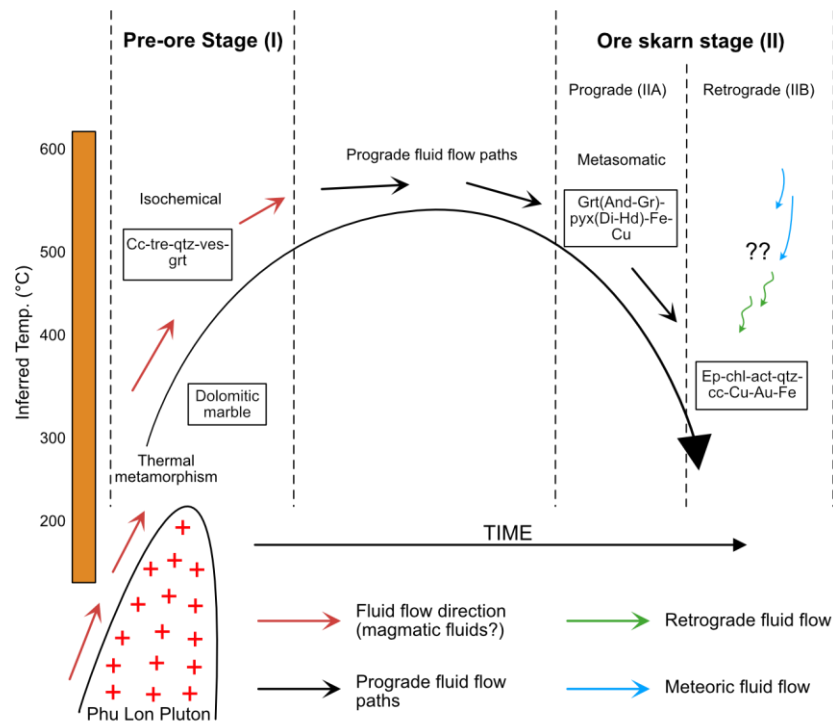 Pre-ore Stage (I)
Ore skarn stage (II)
Prograde (IIA)
Retrograde (IIB)
600
500
400
300
200
Inferred Temp. (°C)
Isochemical
Cc-tre-qtz-ves-
grt
Prograde fluid flow paths
Metasomatic
Grt(And-Gr)-
pyx(Di-Hd)-Fe-
Cu
??
Dolomitic
marble
Ep-chl-act-qtz-
cc-Cu-Au-Fe
Thermal
metamorphism
TIME
Phu Lon Pluton
Fluid flow direction
(magmatic fluids?)
Retrograde fluid flow
Prograde fluid flow
paths
Meteoric fluid flow